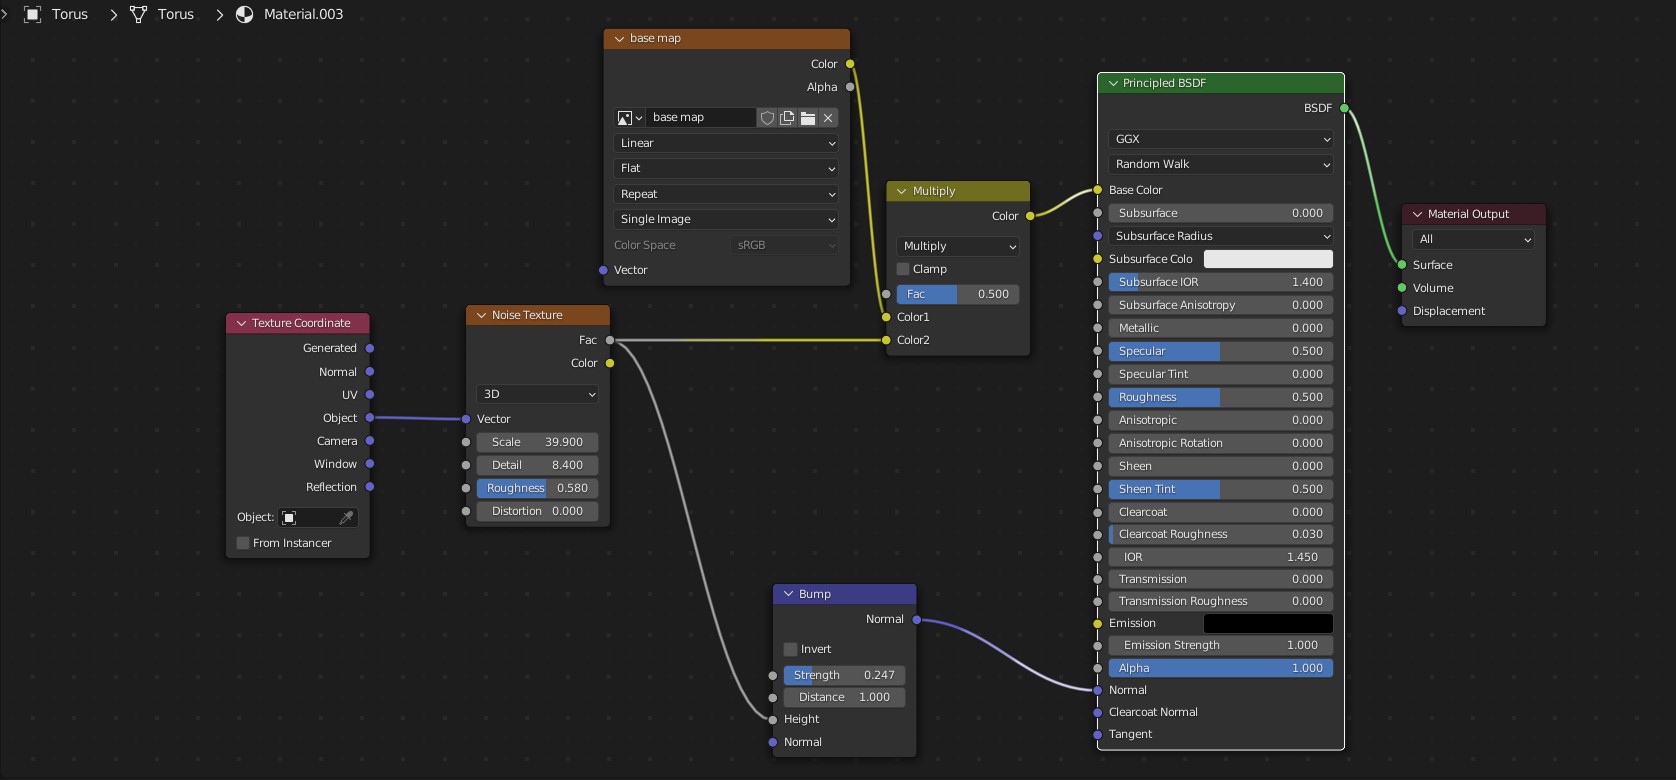 Torus Torus Material.003
base map
Color
Alpha
base map
Linear
Flat
Repeat
Single Image
Color Space sRGB
Vector
Texture Coordinate
Generated
Normal
UV
Object
Camera
Window
Reflection
Object:
From Instancer
Noise Texture
Fac
Color
3D
Vector
Scale 39.900
Detail 8.400
Roughness 0.580
Distortion 0.000
Multiply
Color
Multiply
Clamp
Fac 0.500
Color1
Color2
Bump
Normal
Invert
Strength 0.247
Distance 1.000
Height
Normal
Principled BSDF
BSDF
GGX
Random Walk
Base Color
Subsurface 0.000
Subsurface Radius
Subsurface Colo
Subsurface IOR 1.400
Subsurface Anisotropy 0.000
Metallic 0.000
Specular 0.500
Specular Tint 0.000
Roughness 0.500
Anisotropic 0.000
Anisotropic Rotation 0.000
Sheen 0.000
Sheen Tint 0.500
Clearcoat 0.000
Clearcoat Roughness 0.030
IOR 1.450
Transmission 0.000
Transmission Roughness 0.000
Emission
Emission Strength 1.000
Alpha 1.000
Normal
Clearcoat Normal
Tangent
Material Output
All
Surface
Volume
Displacement